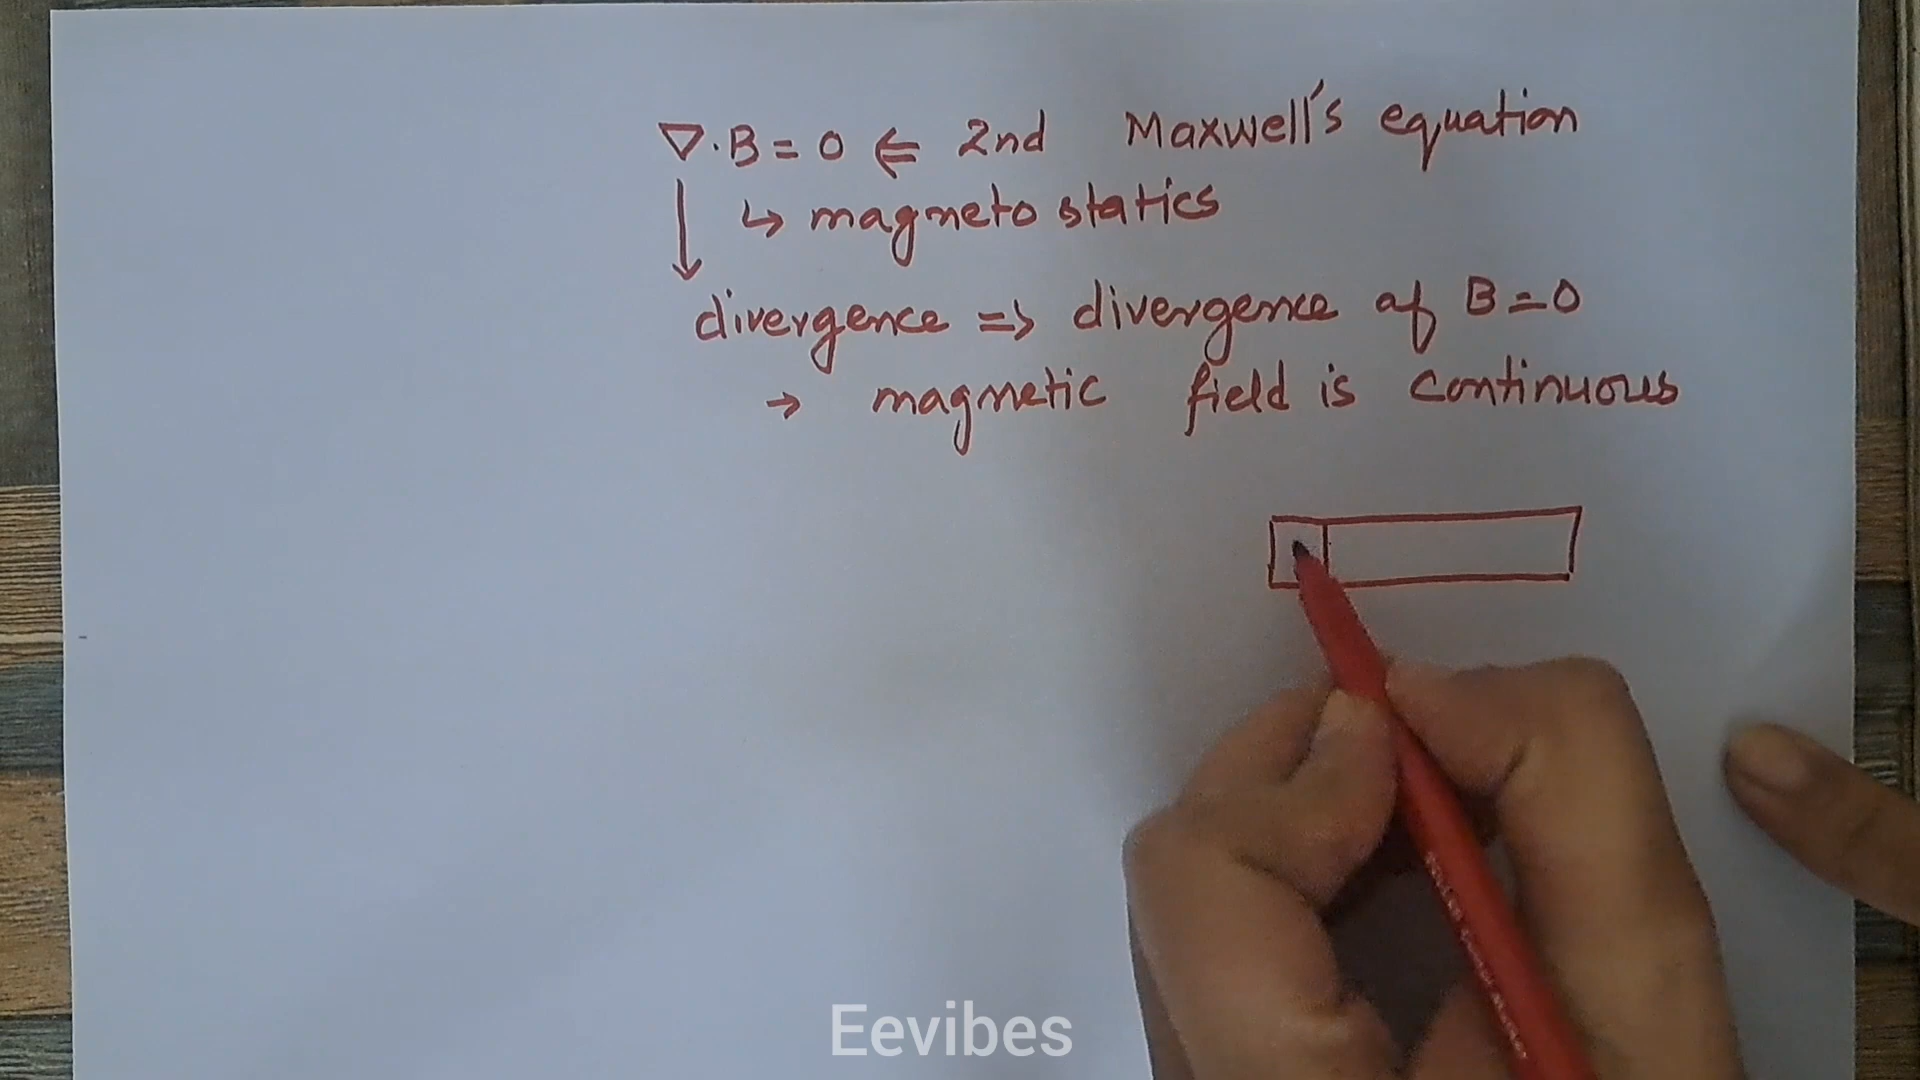 ∇.B = 0 ⇐ 2nd Maxwell's equation
↓ ↳ magneto statics
divergence => divergence of B=0
→ magnetic field is continuous
Eevibes